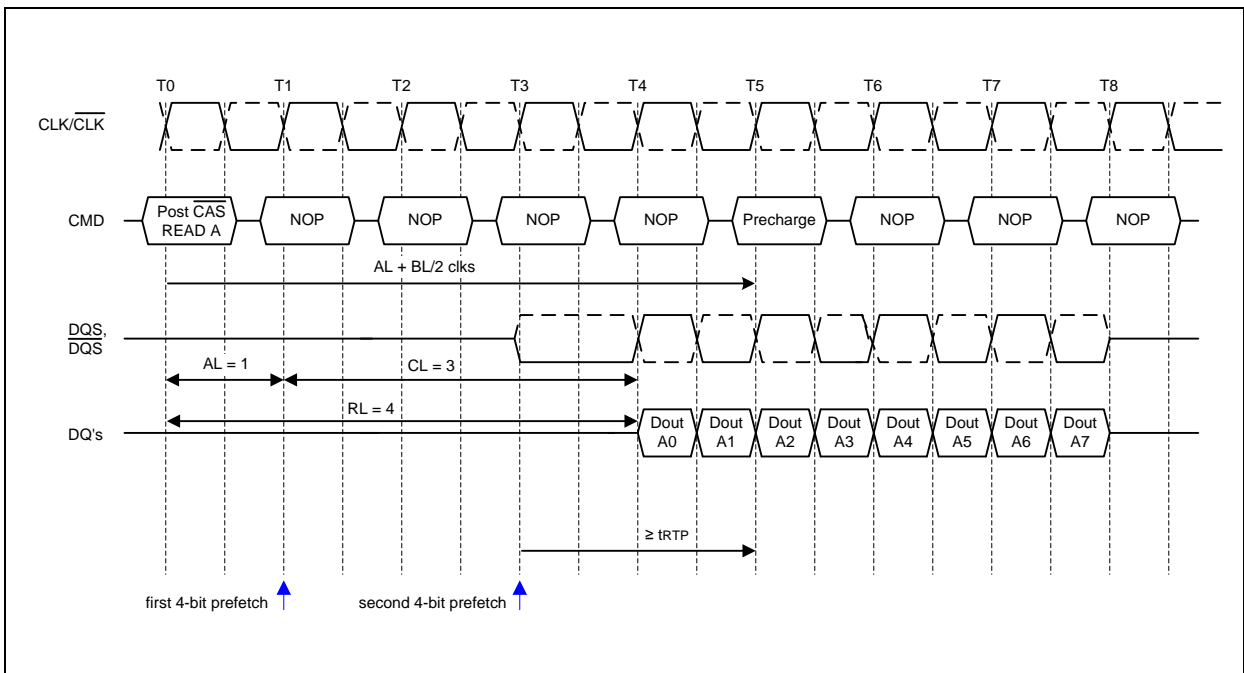 T0 T1 T2 T3 T4 T5 T6 T7 T8
CLK/C̅L̅K̅
CMD
Post C̅A̅S̅
READ A
NOP NOP NOP NOP Precharge NOP NOP NOP
AL + BL/2 clks
DQS,
D̅Q̅S̅
AL = 1
CL = 3
RL = 4
DQ's
Dout Dout Dout Dout Dout Dout Dout Dout
A0 A1 A2 A3 A4 A5 A6 A7
≥ tRTP
first 4-bit prefetch
second 4-bit prefetch